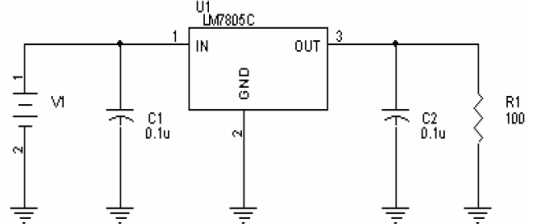 U1
LM7805C
1
IN
OUT
3
GND
2
1
V1
2
C1
0.1u
C2
0.1u
R1
100